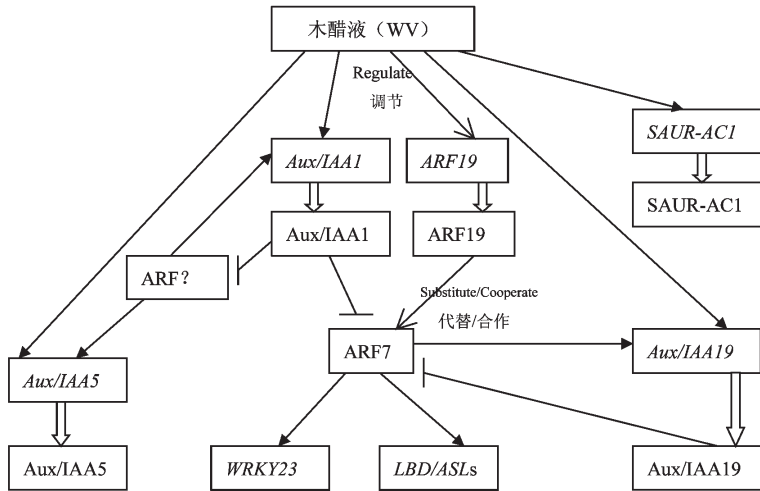 木醋液（WV）
Regulate
调节
SAUR-AC1
Aux/IAA1
ARF19
SAUR-AC1
Aux/IAA1
ARF19
ARF？
Substitute/Cooperate
代替/合作
ARF7
Aux/IAA19
Aux/IAA5
Aux/IAA5
WRKY23
LBD/ASLs
Aux/IAA19